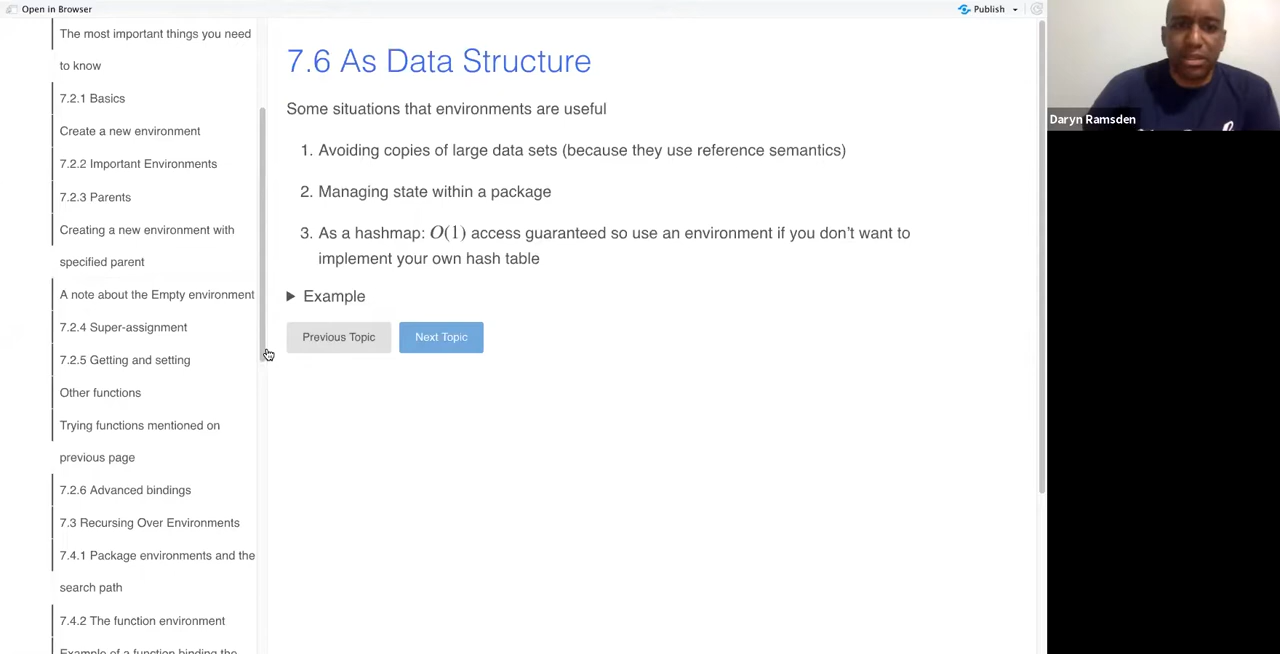 Open in Browser
Publish
The most important things you need
to know
7.2.1 Basics
Create a new environment
7.2.2 Important Environments
7.2.3 Parents
Creating a new environment with
specified parent
A note about the Empty environment
7.2.4 Super-assignment
7.2.5 Getting and setting
Other functions
Trying functions mentioned on
previous page
7.2.6 Advanced bindings
7.3 Recursing Over Environments
7.4.1 Package environments and the
search path
7.4.2 The function environment
Example of a function binding the
7.6 As Data Structure
Some situations that environments are useful
1. Avoiding copies of large data sets (because they use reference semantics)
2. Managing state within a package
3. As a hashmap: O(1) access guaranteed so use an environment if you don't want to
implement your own hash table
Example
Previous Topic
Next Topic
Daryn Ramsden